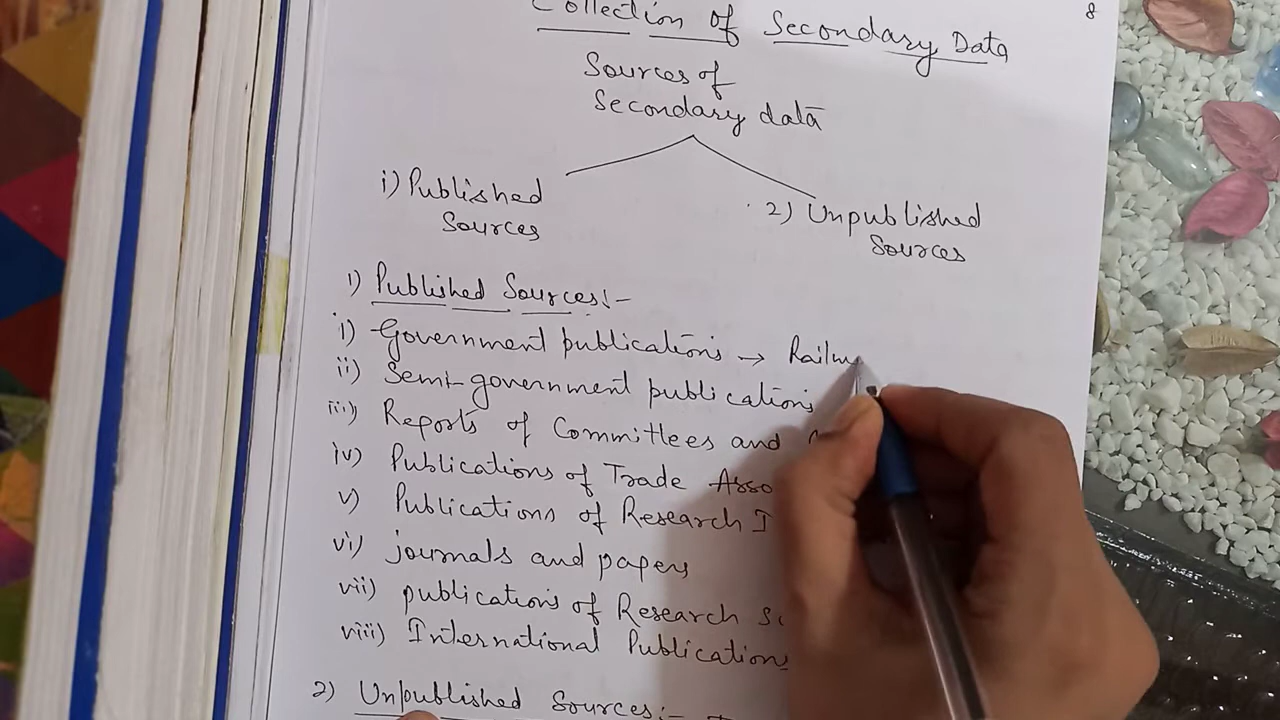 8
Collection of Secondary Data
Sources of
Secondary data
i) Published
Sources
2) Unpublished
Sources
1) Published Sources:-
i) Government publications → Railw
ii) Semi-government publications
iii) Reports of Committees and
iv) Publications of Trade Asso
v) Publications of Research I
vi) journals and papers
vii) publications of Research Sc
viii) International Publications
2) Unpublished Sources:-